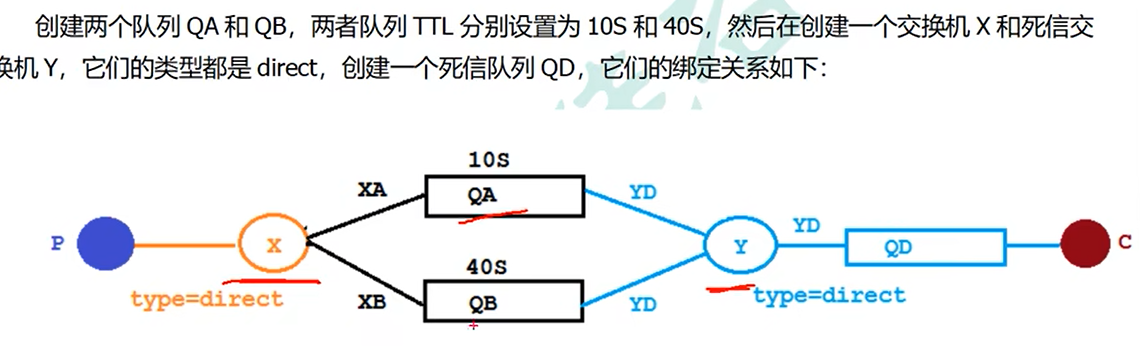 创建两个队列 QA 和 QB，两者队列 TTL 分别设置为 10S 和 40S，然后在创建一个交换机 X 和死信交
换机 Y，它们的类型都是 direct，创建一个死信队列 QD，它们的绑定关系如下：
10S
XA
QA
YD
P
X
Y
YD
QD
C
type=direct
40S
XB
QB
YD
type=direct